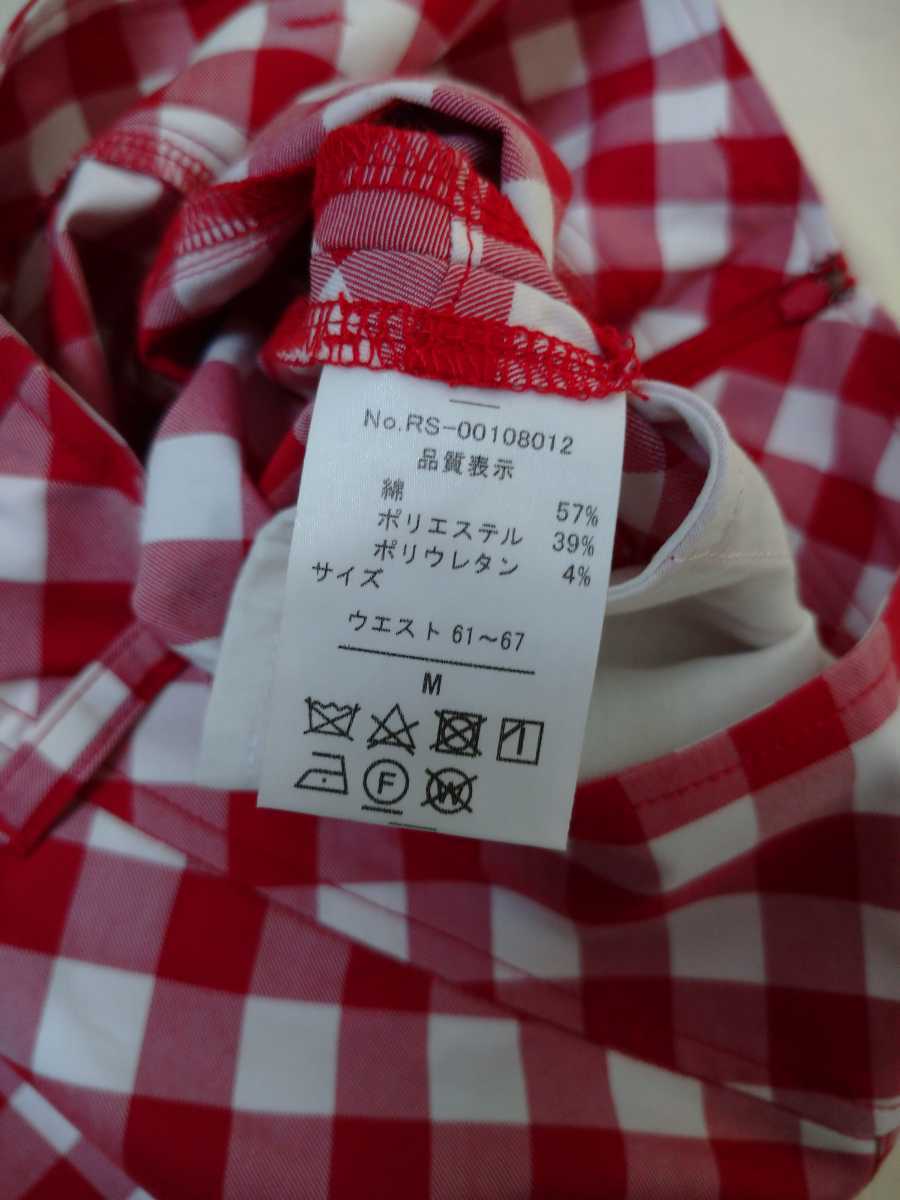 No.RS-00108012
品質表示
綿 57%
ポリエステル 39%
ポリウレタン 4%
サイズ
ウエスト 61～67
M
F W